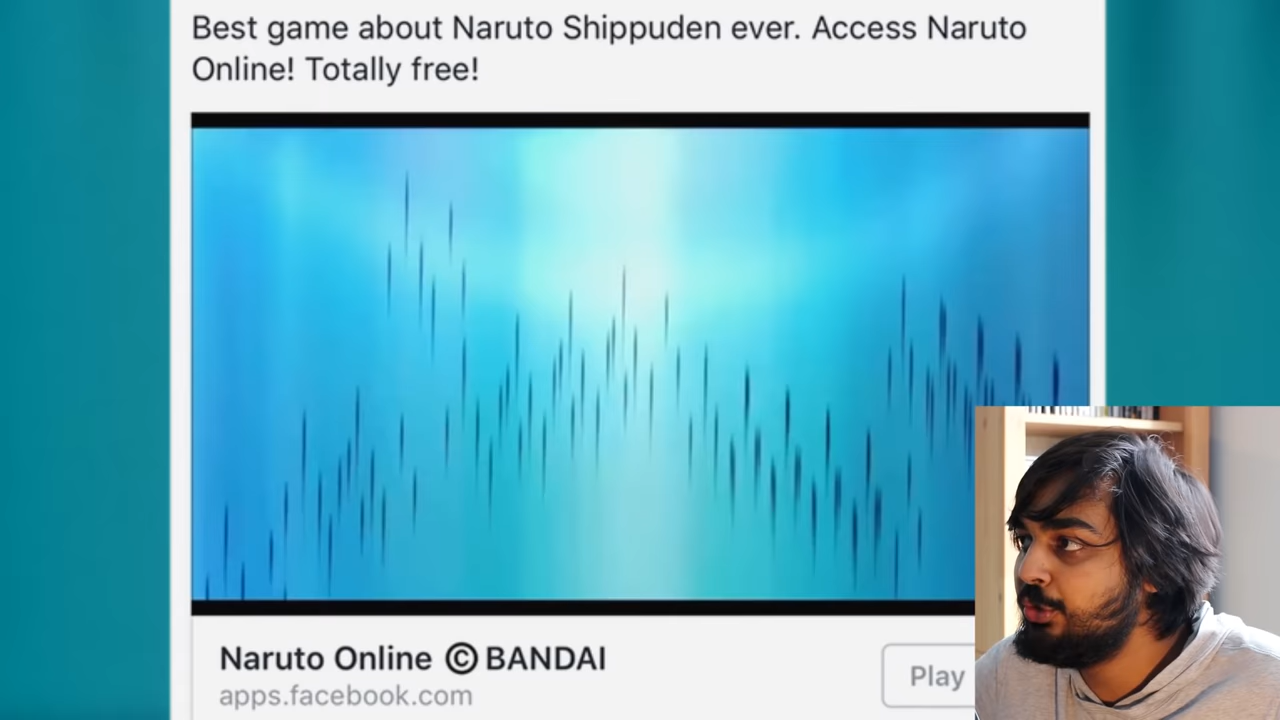 Best game about Naruto Shippuden ever. Access Naruto
Online! Totally free!
Naruto Online ©BANDAI
apps.facebook.com
Play